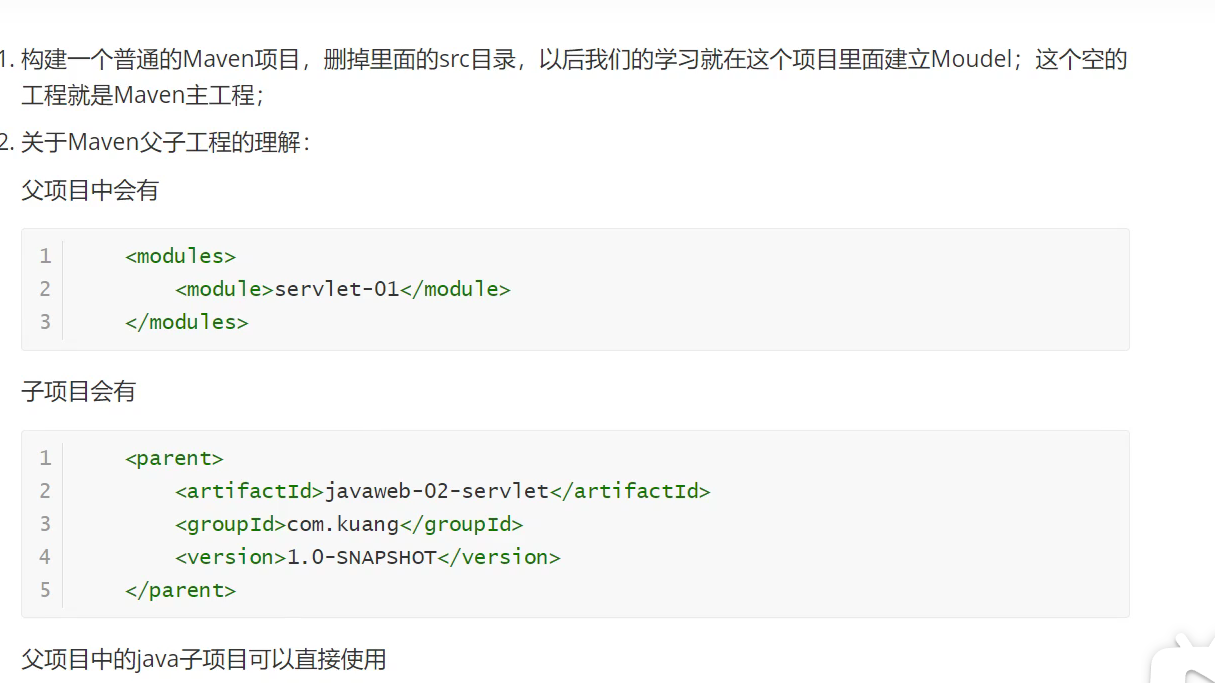 1. 构建一个普通的Maven项目，删掉里面的src目录，以后我们的学习就在这个项目里面建立Moudel；这个空的
工程就是Maven主工程；
2. 关于Maven父子工程的理解：
父项目中会有
1 <modules>
2 <module>servlet-01</module>
3 </modules>
子项目会有
1 <parent>
2 <artifactId>javaweb-02-servlet</artifactId>
3 <groupId>com.kuang</groupId>
4 <version>1.0-SNAPSHOT</version>
5 </parent>
父项目中的java子项目可以直接使用